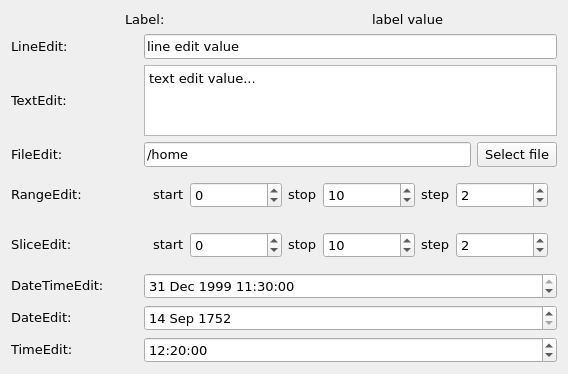 Label: label value
LineEdit: line edit value
TextEdit: text edit value...
FileEdit: /home Select file
RangeEdit: start 0 stop 10 step 2
SliceEdit: start 0 stop 10 step 2
DateTimeEdit: 31 Dec 1999 11:30:00
DateEdit: 14 Sep 1752
TimeEdit: 12:20:00